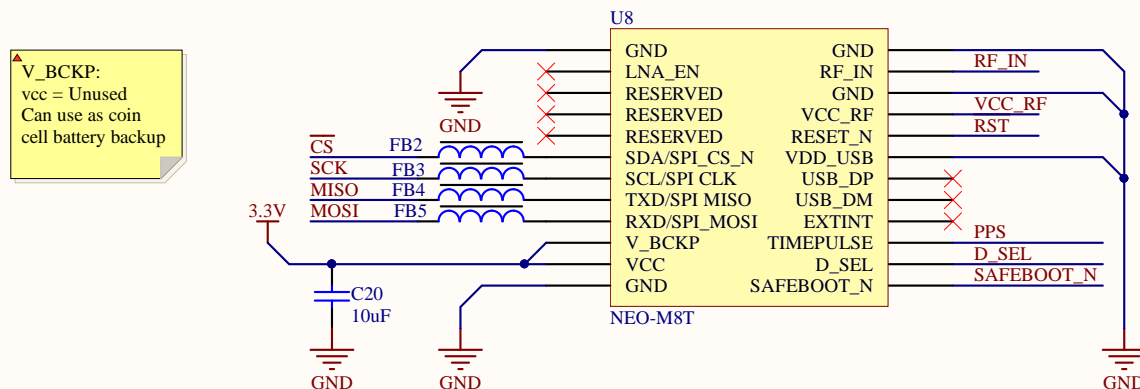 U8
V_BCKP:
vcc = Unused
Can use as coin
cell battery backup
GND
LNA_EN
RESERVED
RESERVED
RESERVED
SDA/SPI_CS_N
SCL/SPI CLK
TXD/SPI MISO
RXD/SPI_MOSI
V_BCKP
VCC
GND
GND
RF_IN
GND
VCC_RF
RESET_N
VDD_USB
USB_DP
USB_DM
EXTINT
TIMEPULSE
D_SEL
SAFEBOOT_N
RF_IN
VCC_RF
RST
PPS
D_SEL
SAFEBOOT_N
GND
CS FB2
SCK FB3
MISO FB4
MOSI FB5
3.3V
C20
10uF
NEO-M8T
GND
GND
GND